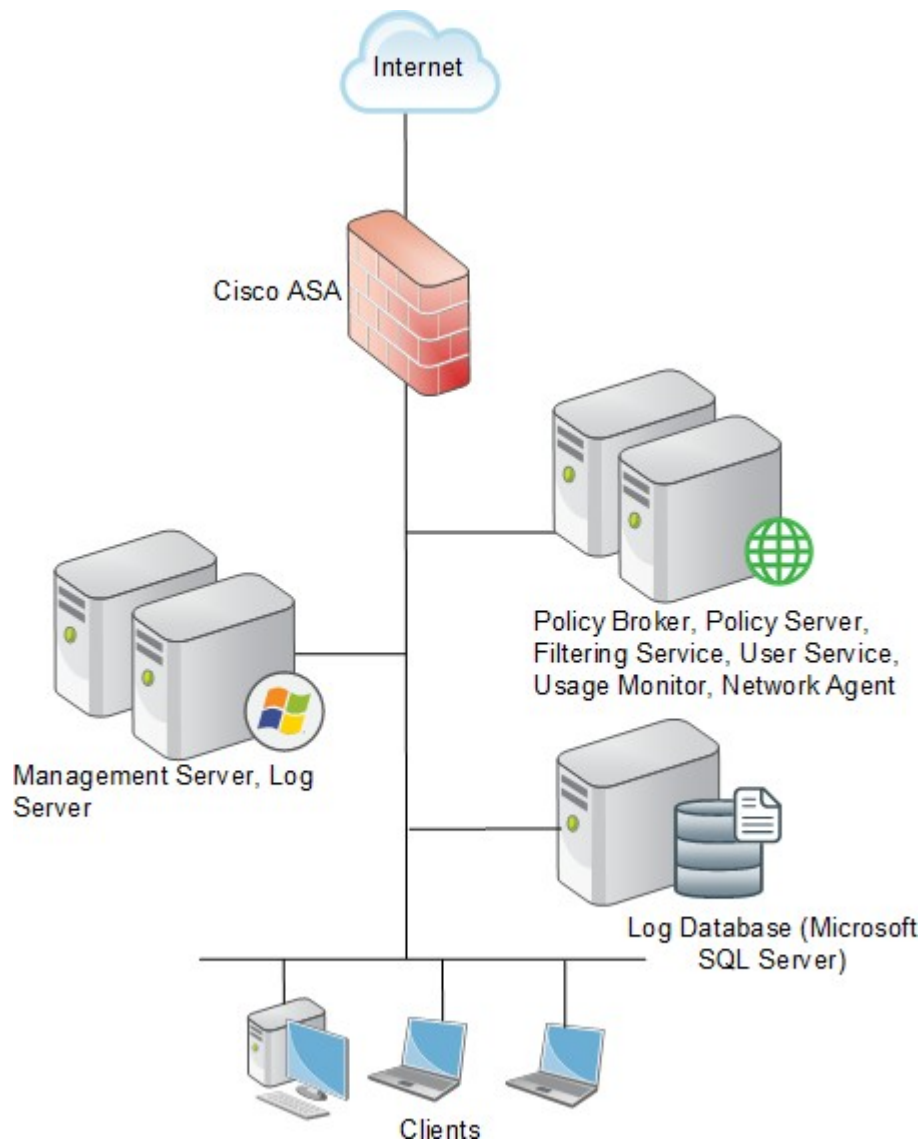 Internet
Cisco ASA
Policy Broker, Policy Server,
Filtering Service, User Service,
Usage Monitor, Network Agent
Management Server, Log
Server
Log Database (Microsoft
SQL Server)
Clients